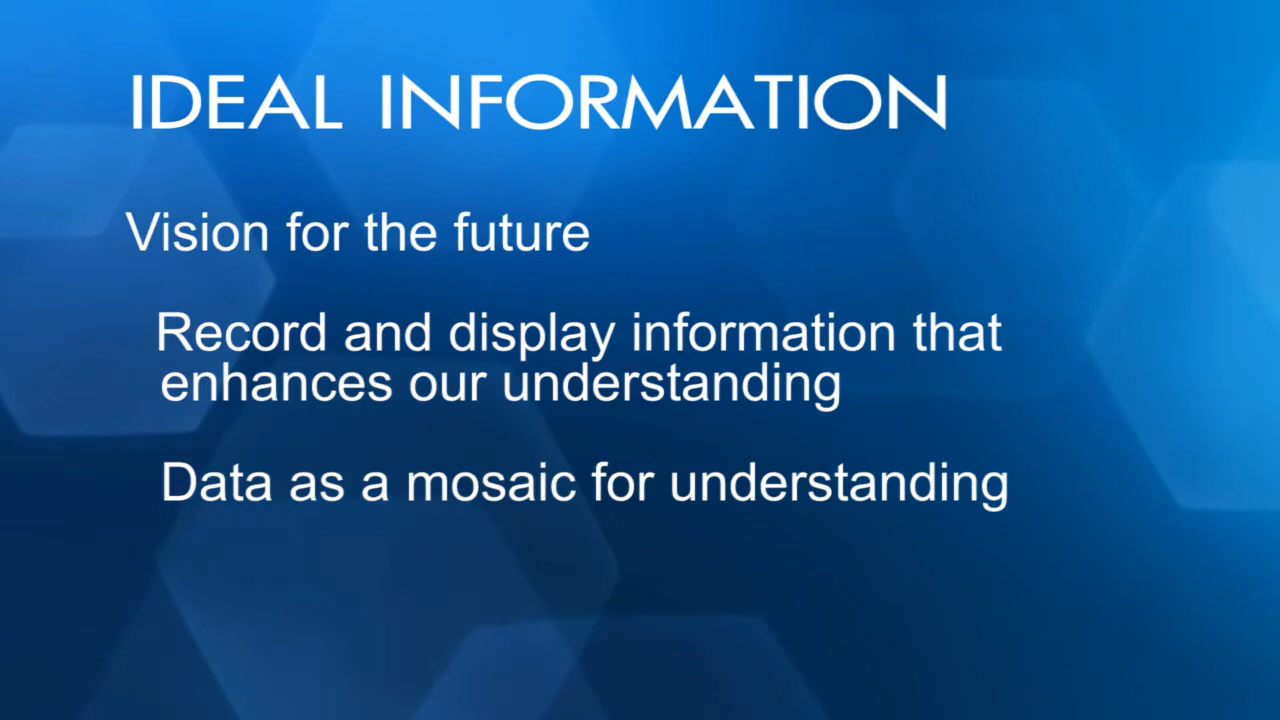 IDEAL INFORMATION
Vision for the future
Record and display information that
enhances our understanding
Data as a mosaic for understanding